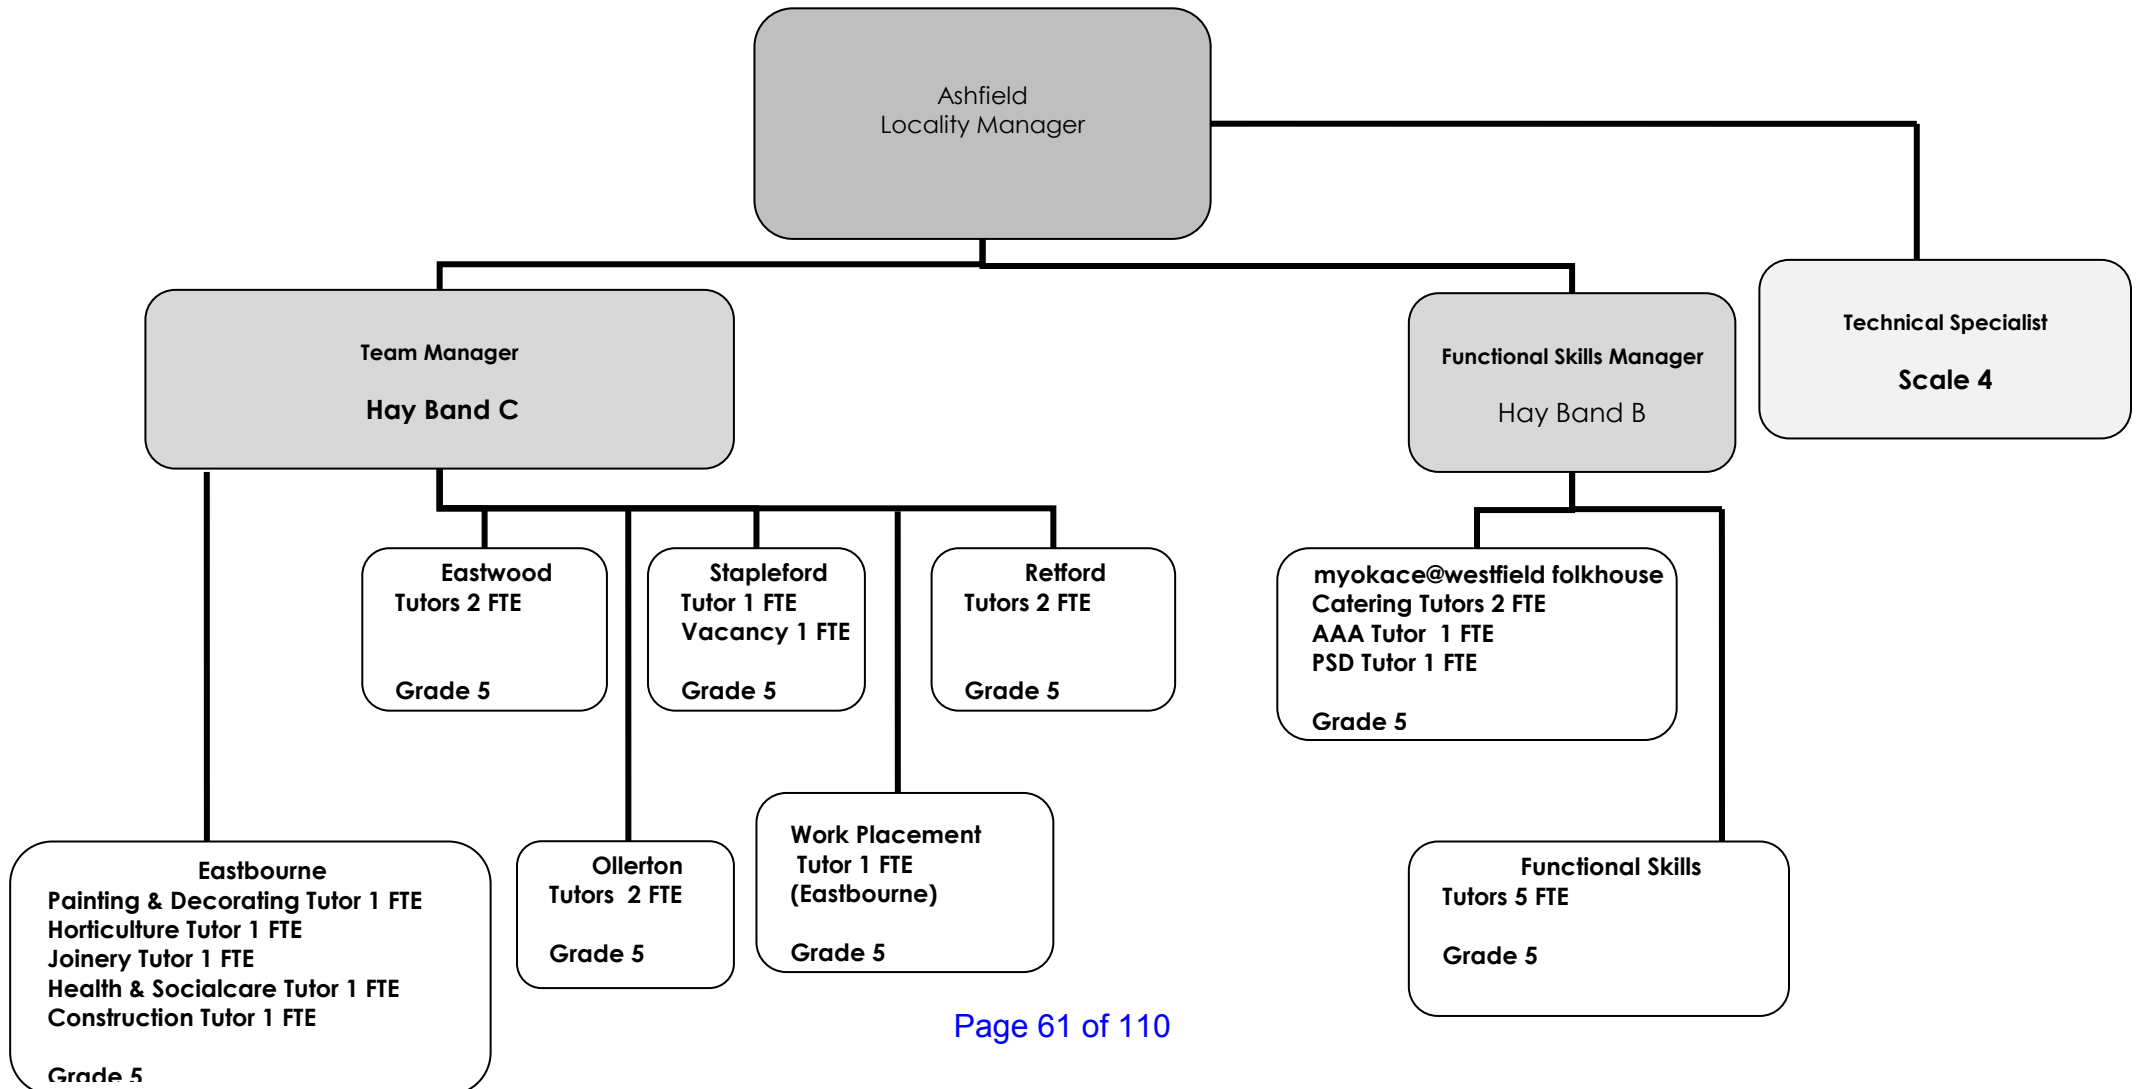 Ashfield
Locality Manager
Team Manager
Hay Band C
Functional Skills Manager
Hay Band B
Technical Specialist
Scale 4
Eastwood
Tutors 2 FTE
Grade 5
Stapleford
Tutor 1 FTE
Vacancy 1 FTE
Grade 5
Retford
Tutors 2 FTE
Grade 5
myokace@westfield folkhouse
Catering Tutors 2 FTE
AAA Tutor 1 FTE
PSD Tutor 1 FTE
Grade 5
Eastbourne
Painting & Decorating Tutor 1 FTE
Horticulture Tutor 1 FTE
Joinery Tutor 1 FTE
Health & Socialcare Tutor 1 FTE
Construction Tutor 1 FTE
Grade 5
Ollerton
Tutors 2 FTE
Grade 5
Work Placement
Tutor 1 FTE
(Eastbourne)
Grade 5
Functional Skills
Tutors 5 FTE
Grade 5
Page 61 of 110